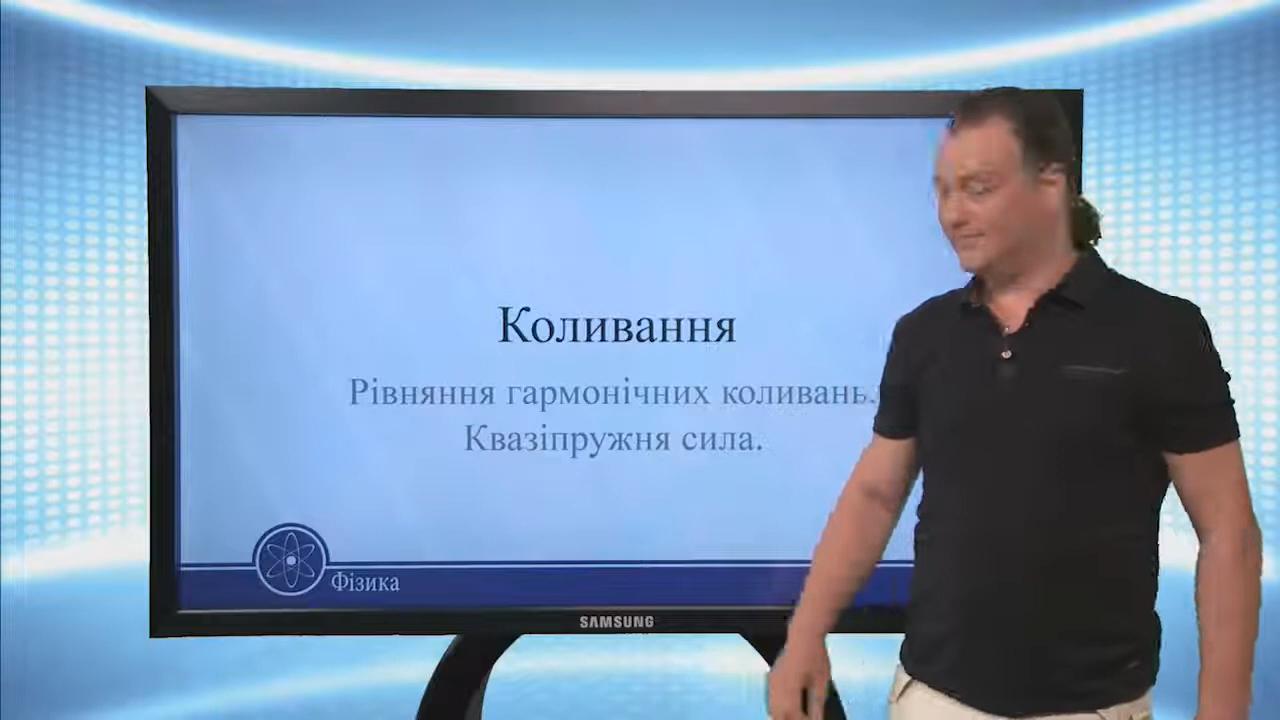 Коливання
Рівняння гармонічних коливань.
Квазіпружня сила.
Фізика
SAMSUNG